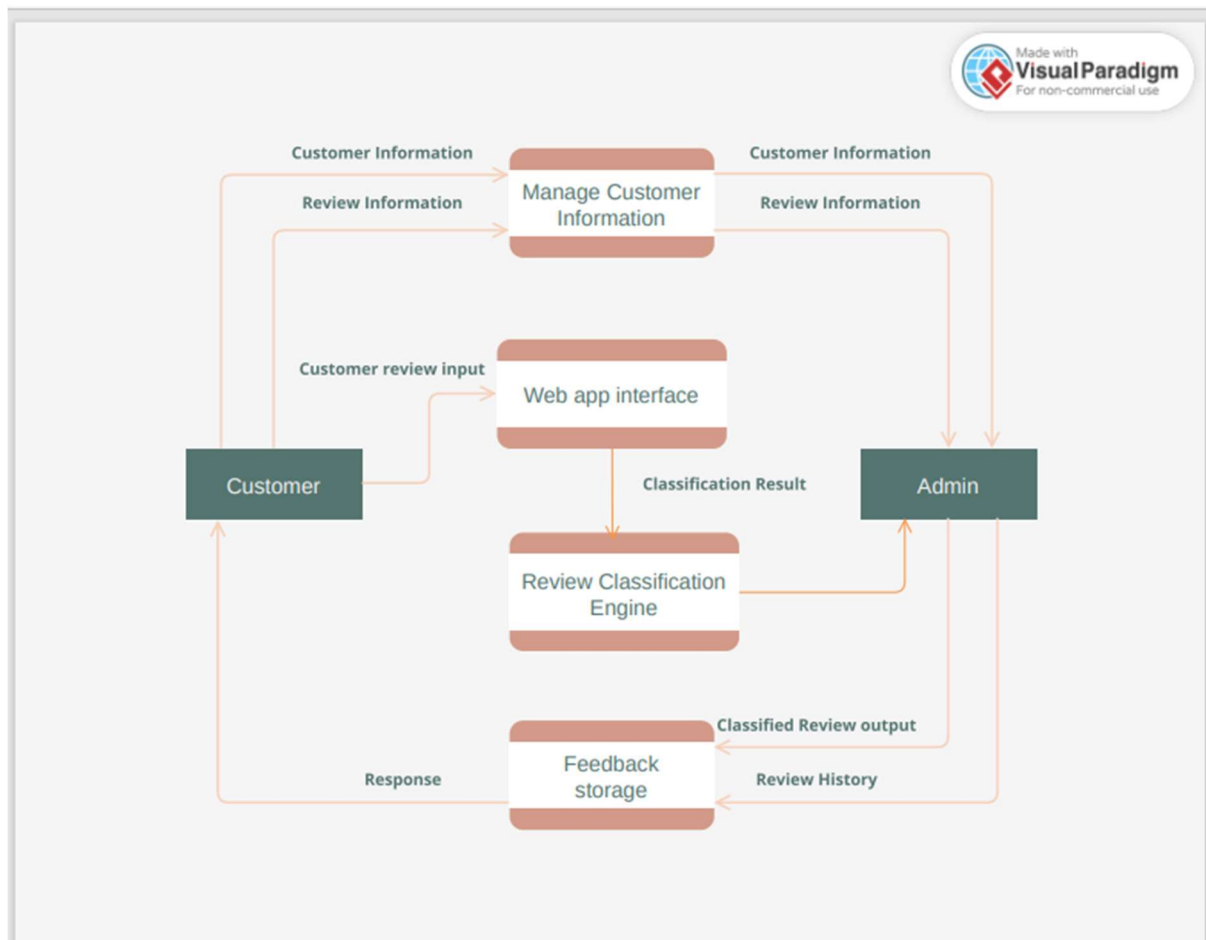 Made with
Visual Paradigm
For non-commercial use
Customer Information
Customer Information
Manage Customer
Information
Review Information
Review Information
Customer review input
Web app interface
Customer
Classification Result
Admin
Review Classification
Engine
Classified Review output
Feedback
storage
Response
Review History